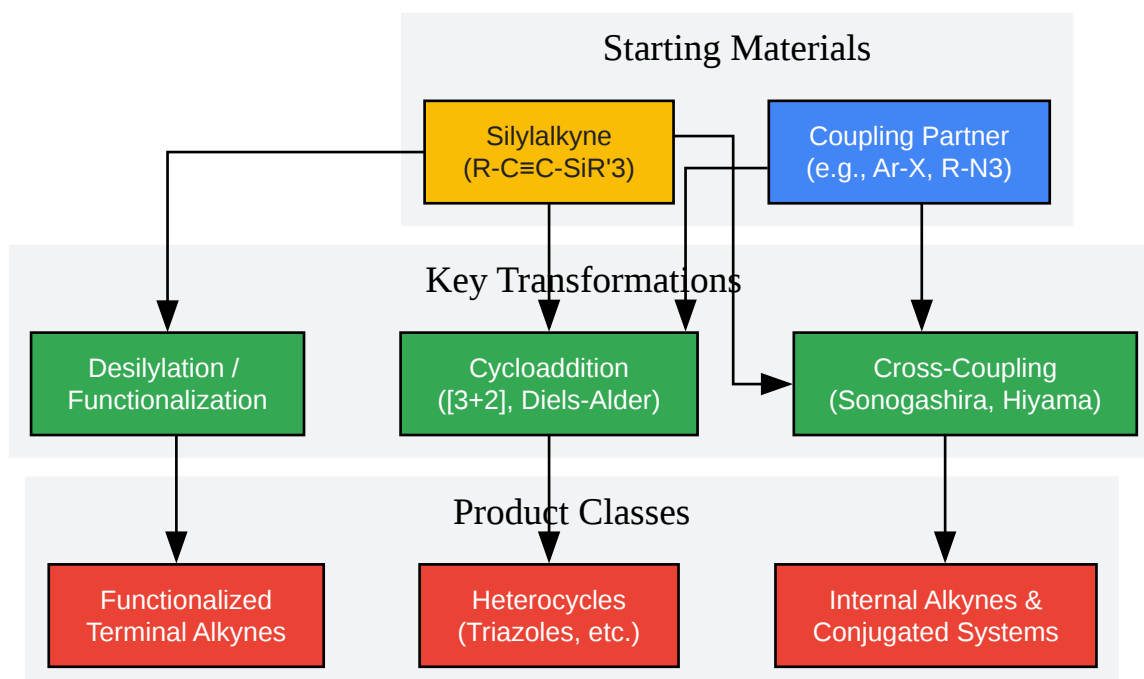 Starting Materials
Silylalkyne
(R-C≡C-SiR'3)
Coupling Partner
(e.g., Ar-X, R-N3)
Key Transformations
Desilylation /
Functionalization
Cycloaddition
([3+2], Diels-Alder)
Cross-Coupling
(Sonogashira, Hiyama)
Product Classes
Functionalized
Terminal Alkynes
Heterocycles
(Triazoles, etc.)
Internal Alkynes &
Conjugated Systems